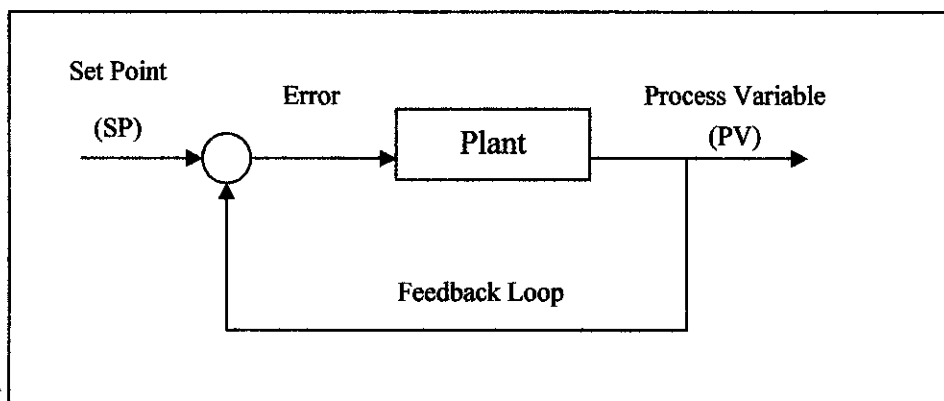 Set Point
(SP)
Error
Plant
Process Variable
(PV)
Feedback Loop